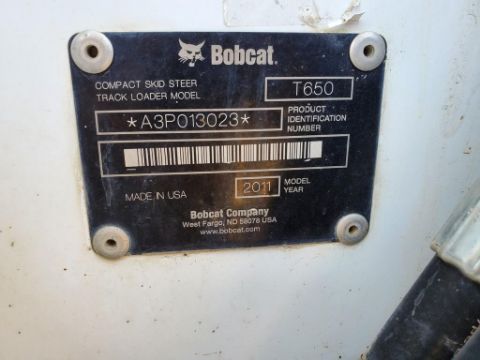 Bobcat.
COMPACT SKID STEER
TRACK LOADER MODEL
T650
*A3P013023*
PRODUCT
IDENTIFICATION
NUMBER
MADE IN USA
2011
MODEL
YEAR
Bobcat Company
West Fargo, ND 58078 USA
www.bobcat.com